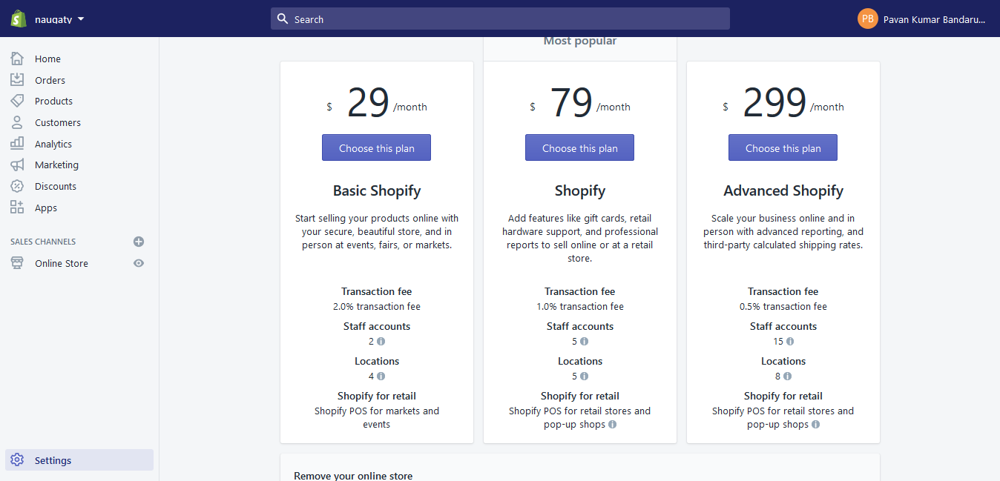 naugaty
Search
PB
Pavan Kumar Bandaru...
Home
Orders
Products
Customers
Analytics
Marketing
Discounts
Apps
SALES CHANNELS
Online Store
Settings
$ 29 /month
Choose this plan
Basic Shopify
Start selling your products online with
your secure, beautiful store, and in
person at events, fairs, or markets.
Transaction fee
2.0% transaction fee
Staff accounts
2
Locations
4
Shopify for retail
Shopify POS for markets and
events
Most popular
$ 79 /month
Choose this plan
Shopify
Add features like gift cards, retail
hardware support, and professional
reports to sell online or at a retail
store.
Transaction fee
1.0% transaction fee
Staff accounts
5
Locations
5
Shopify for retail
Shopify POS for retail stores and
pop-up shops
$ 299 /month
Choose this plan
Advanced Shopify
Scale your business online and in
person with advanced reporting, and
third-party calculated shipping rates.
Transaction fee
0.5% transaction fee
Staff accounts
15
Locations
8
Shopify for retail
Shopify POS for retail stores and
pop-up shops
Remove your online store